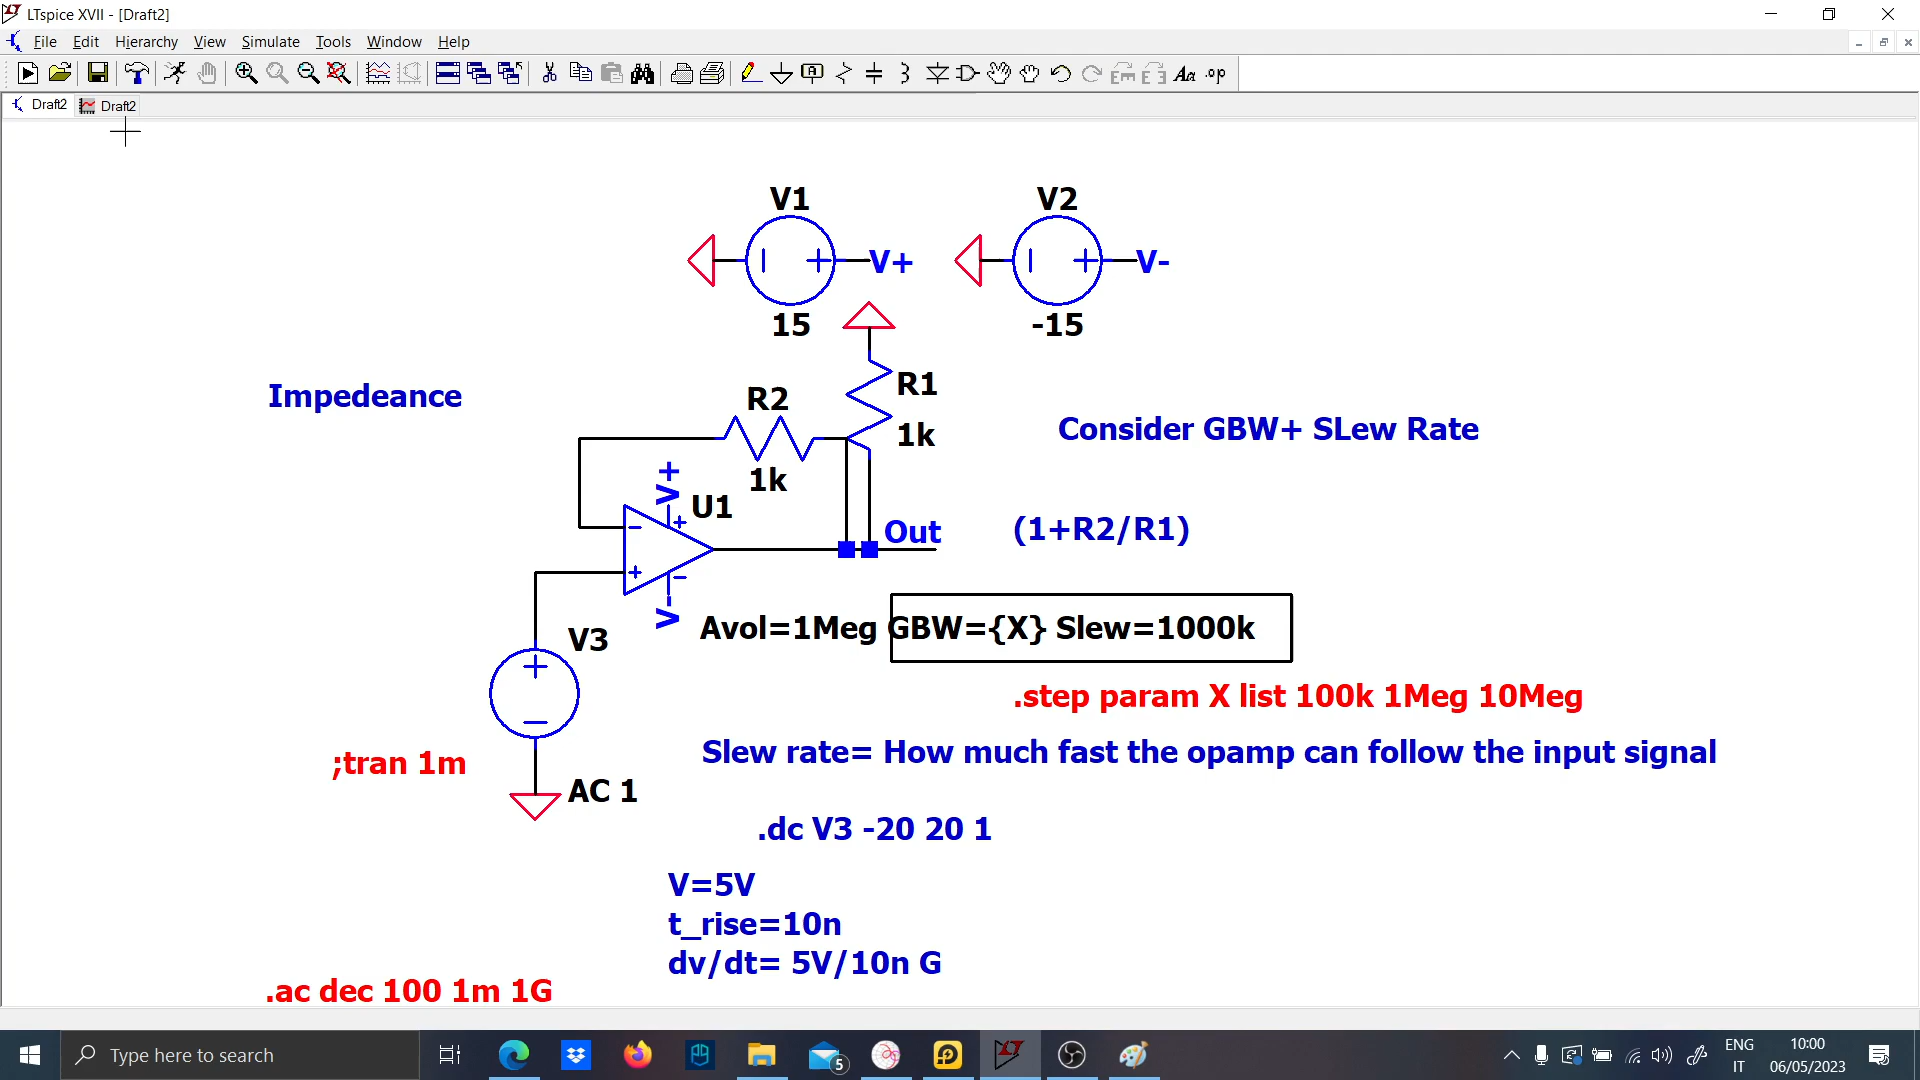 LTspice XVII - [Draft2]
File Edit Hierarchy View Simulate Tools Window Help
Aa .op
Draft2 Draft2
V1 V2
V+ V-
15 -15
R1
1k
Impedeance
R2
1k
Consider GBW+ SLew Rate
V+
U1
Out
(1+R2/R1)
V-
Avol=1Meg GBW={X} Slew=1000k
V3
.step param X list 100k 1Meg 10Meg
Slew rate= How much fast the opamp can follow the input signal
;tran 1m
AC 1
.dc V3 -20 20 1
V=5V
t_rise=10n
dv/dt= 5V/10n G
.ac dec 100 1m 1G
Type here to search
5
ENG
IT
10:00
06/05/2023